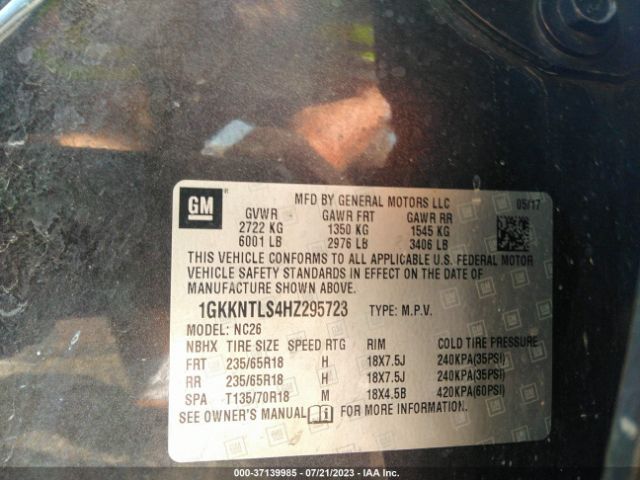 GM
MFD BY GENERAL MOTORS LLC 05/17
GVWR GAWR FRT GAWR RR
2722 KG 1350 KG 1545 KG
6001 LB 2976 LB 3406 LB
THIS VEHICLE CONFORMS TO ALL APPLICABLE
U.S. FEDERAL MOTOR
VEHICLE SAFETY STANDARDS IN EFFECT ON THE DATE OF
MANUFACTURE SHOWN ABOVE.
1GKKNTLS4HZ295723 TYPE: M.P.V.
MODEL: NC26
NBHX TIRE SIZE SPEED RTG RIM COLD TIRE PRESSURE
FRT 235/65R18 H 18X7.5J 240KPA(35PSI)
RR 235/65R18 H 18X7.5J 240KPA(35PSI)
SPA T135/70R18 M 18X4.5B 420KPA(60PSI)
SEE OWNER'S MANUAL FOR MORE INFORMATION.
000-37139985 - 07/21/2023 - IAA Inc.